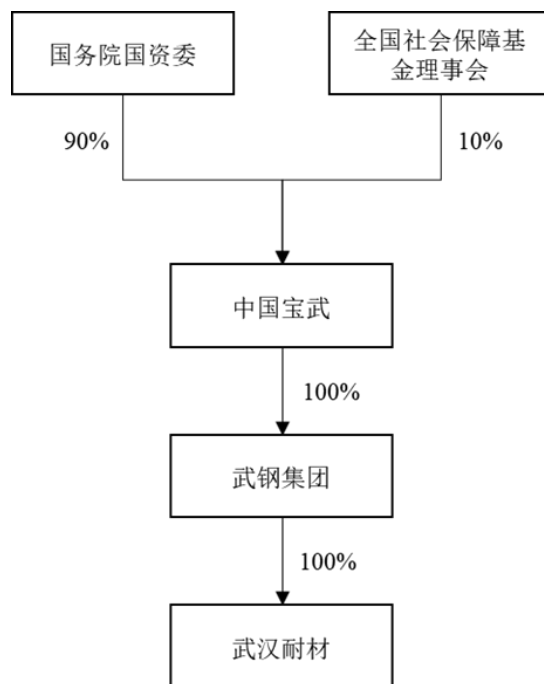 国务院国资委
全国社会保障基
金理事会
90%
10%
中国宝武
100%
武钢集团
100%
武汉耐材